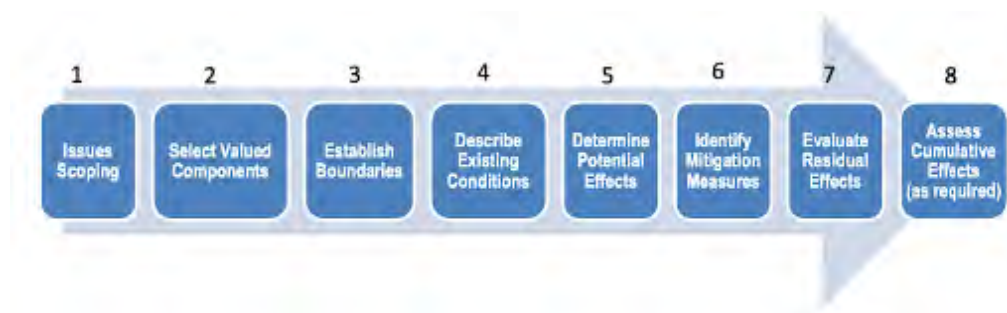 1 2 3 4 5 6 7 8
Issues
Scoping
Select Valued
Components
Establish
Boundaries
Describe
Existing
Conditions
Determine
Potential
Effects
Identify
Mitigation
Measures
Evaluate
Residual
Effects
Assess
Cumulative
Effects
(as required)